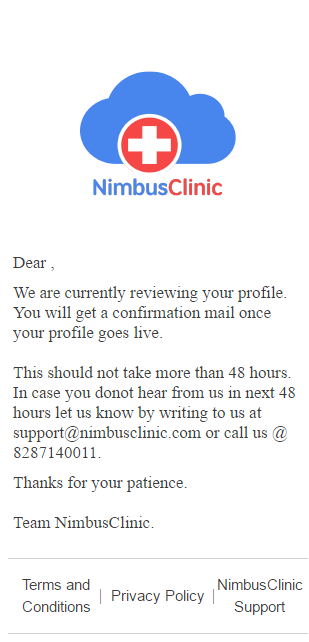 NimbusClinic
Dear ,
We are currently reviewing your profile.
You will get a confirmation mail once
your profile goes live.
This should not take more than 48 hours.
In case you donot hear from us in next 48
hours let us know by writing to us at
support@nimbusclinic.com or call us @
8287140011.
Thanks for your patience.
Team NimbusClinic.
Terms and
Conditions
| Privacy Policy |
NimbusClinic
Support